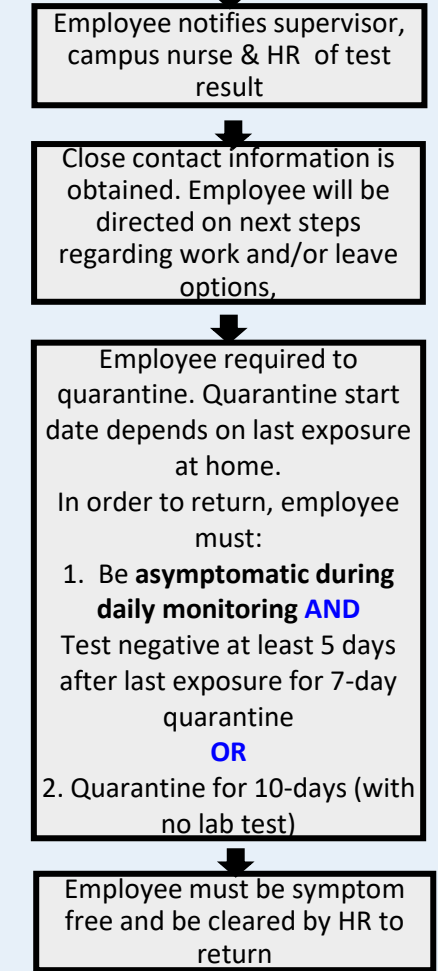 Employee notifies supervisor,
campus nurse & HR  of test
result
Close contact information is
obtained. Employee will be
directed on next steps
regarding work and/or leave
options,
Employee required to
quarantine. Quarantine start
date depends on last exposure
at home.
In order to return, employee
must:
1.  Be asymptomatic during
daily monitoring AND
Test negative at least 5 days
after last exposure for 7-day
quarantine
OR
2. Quarantine for 10-days (with
no lab test)
Employee must be symptom
free and be cleared by HR to
return